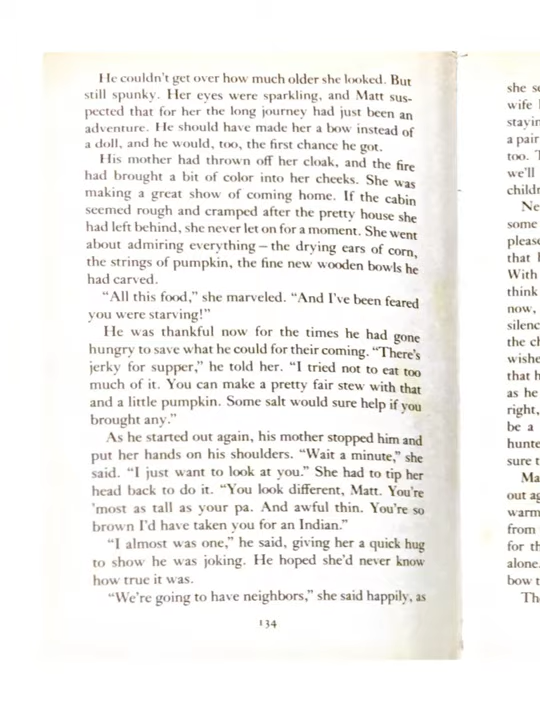 He couldn't get over how much older she looked. But
still spunky. Her eyes were sparkling, and Matt sus-
pected that for her the long journey had just been an
adventure. He should have made her a bow instead of
a doll, and he would, too, the first chance he got.
His mother had thrown off her cloak, and the fire
had brought a bit of color into her cheeks. She was
making a great show of coming home. If the cabin
seemed rough and cramped after the pretty house she
had left behind, she never let on for a moment. She went
about admiring everything – the drying ears of corn,
the strings of pumpkin, the fine new wooden bowls he
had carved.
"All this food," she marveled. "And I've been feared
you were starving!"
He was thankful now for the times he had gone
hungry to save what he could for their coming. "There's
jerky for supper," he told her. "I tried not to eat too
much of it. You can make a pretty fair stew with that
and a little pumpkin. Some salt would sure help if you
brought any."
As he started out again, his mother stopped him and
put her hands on his shoulders. "Wait a minute," she
said. "I just want to look at you." She had to tip her
head back to do it. "You look different, Matt. You're
'most as tall as your pa. And awful thin. You're so
brown I'd have taken you for an Indian."
"I almost was one," he said, giving her a quick hug
to show he was joking. He hoped she'd never know
how true it was.
"We're going to have neighbors," she said happily, as
134
she
wife
a pair
too.
we'll
some
that
With
think
now,
the
that
as he
right,
be a
sure
out
warm
from
for
alone.
bow